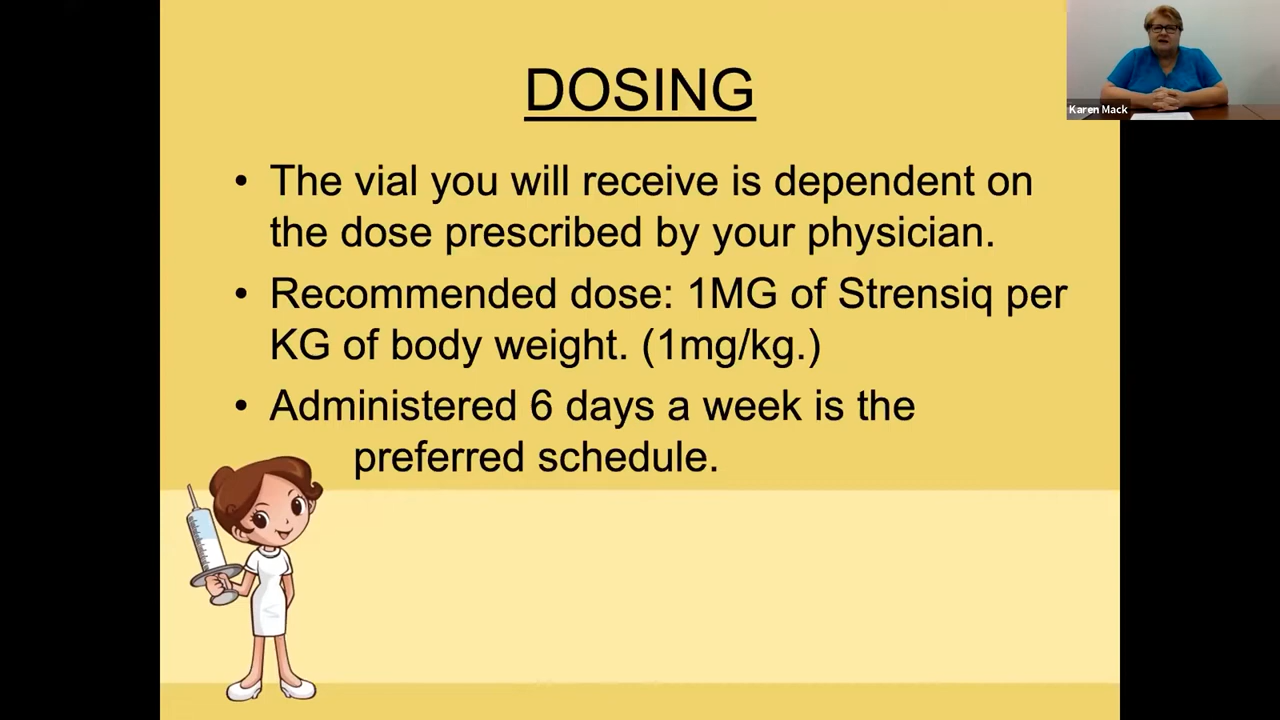 DOSING
• The vial you will receive is dependent on
the dose prescribed by your physician.
• Recommended dose: 1MG of Strensiq per
KG of body weight. (1mg/kg.)
• Administered 6 days a week is the
preferred schedule.
Karen Mack